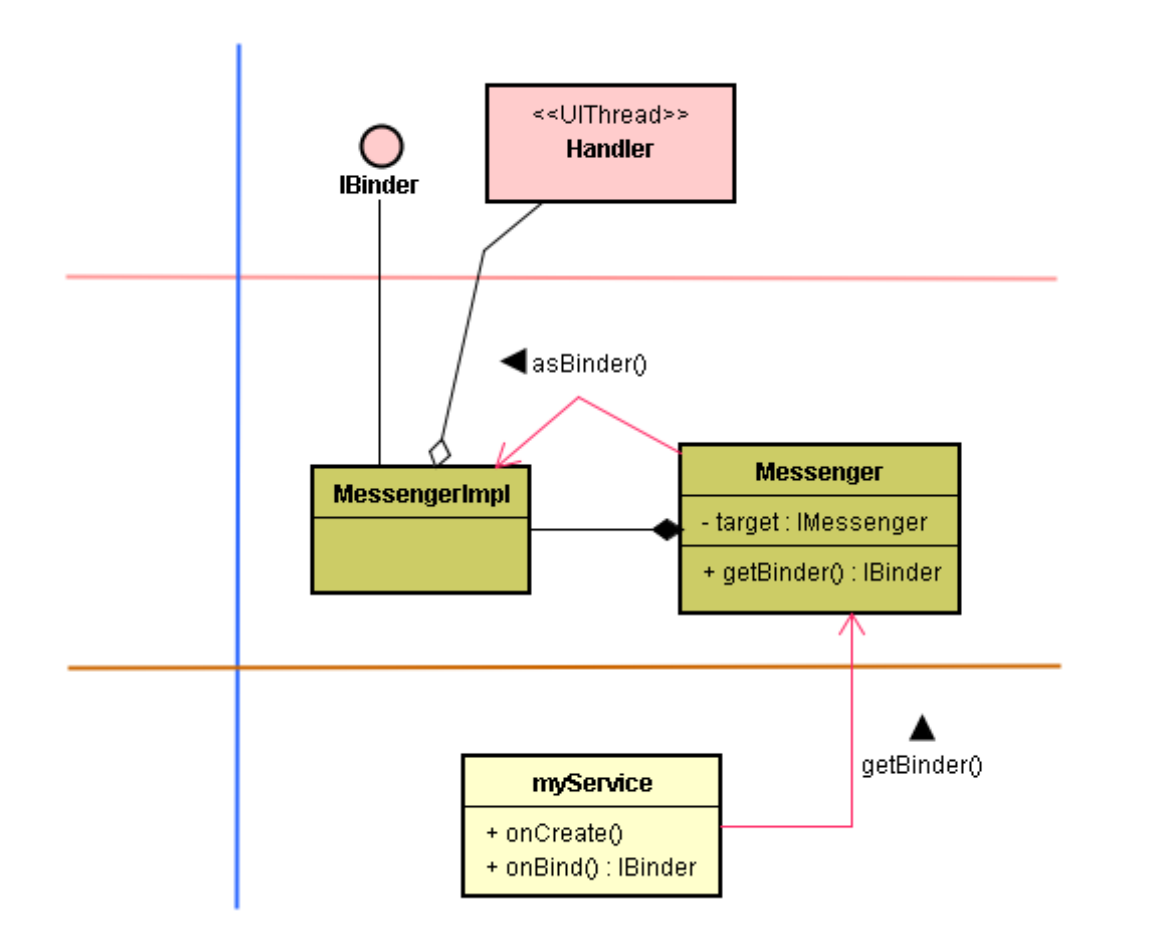 <<UIThread>>
Handler
IBinder
asBinder()
MessengerImpl
Messenger
- target : IMessenger
+ getBinder() : IBinder
getBinder()
myService
+ onCreate()
+ onBind() : IBinder